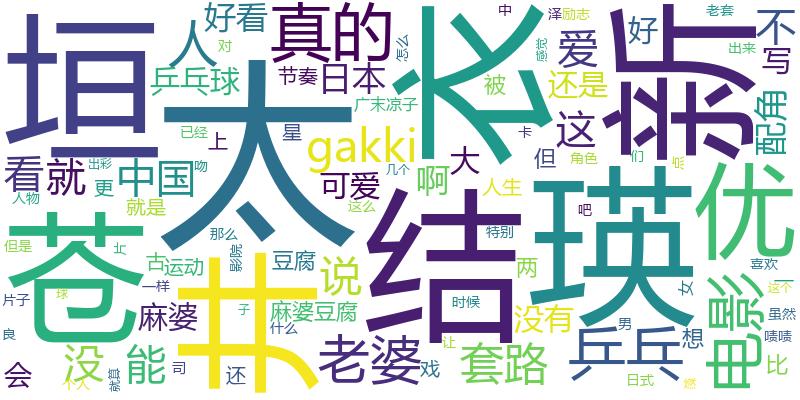 垣
太
衣
新
结
瑛
苍
井
优
真的
好看
人
gakki
爱
好
不
写
老套
出来
中
泽
励志
卡
感觉
怎么
对
乒乓球
节奏
日本
被
还是
配角
广末凉子
这
已经
上
星
看
就
出彩
中国
吻
可爱
啊
大
但
角色
们
更
人物
就是
几个
人生
吧
这么
那么
特别
但是
片
古
运动
影院
豆腐
说
两
女
喜欢
一
这个
片子
一样
球
麻婆
子
麻婆豆腐
时候
没有
电影
虽然
良
什么
让
男
乒乓
想
啧啧
没
能
老婆
戏
套路
比
会
个人
就算
司
还
日式
燃